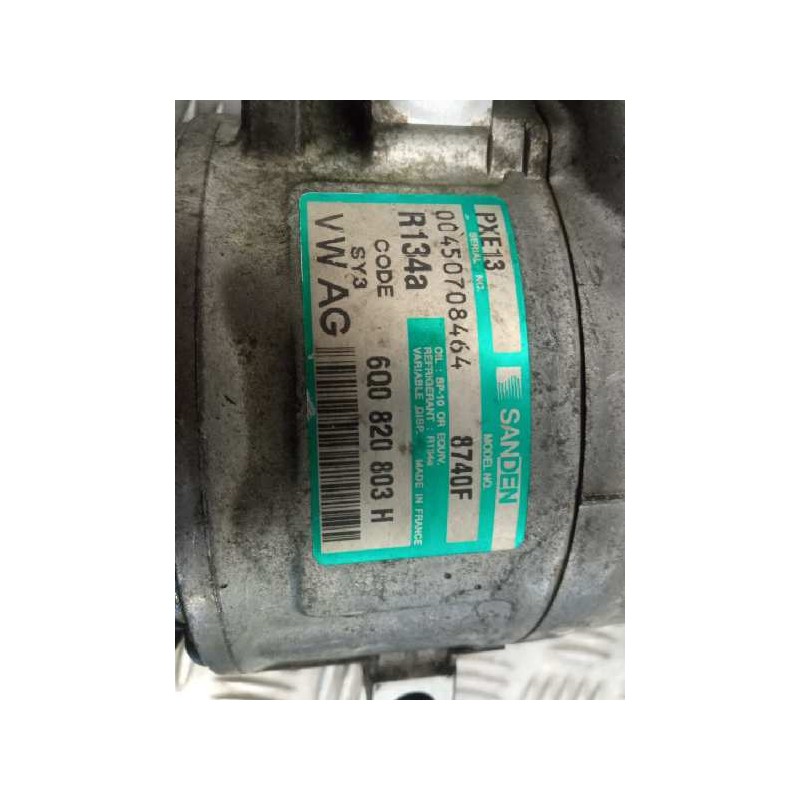 PXE13
SANDEN
SERIAL NO.
MODEL NO.
00450708464
8740F
R134a
OIL : SP-10 OR EQUIV.
REFRIGERANT : R134a
VARIABLE DISP.
MADE IN FRANCE
CODE
SY3
6Q0 820 803 H
VW AG